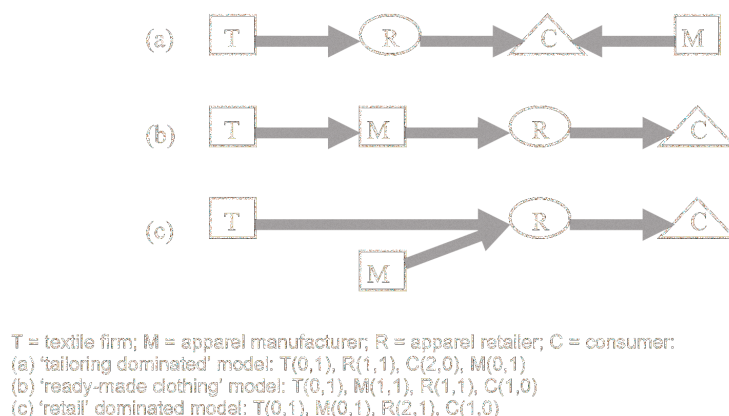 (a) T R C M
(b) T M R C
(c) T R C
M
T = textile firm; M = apparel manufacturer; R = apparel retailer; C = consumer:
(a) ‘tailoring dominated’ model: T(0,1), R(1,1), C(2,0), M(0,1)
(b) ‘ready-made clothing’ model: T(0,1), M(1,1), R(1,1), C(1,0)
(c) ‘retail’ dominated model: T(0,1), M(0,1), R(2,1), C(1,0)